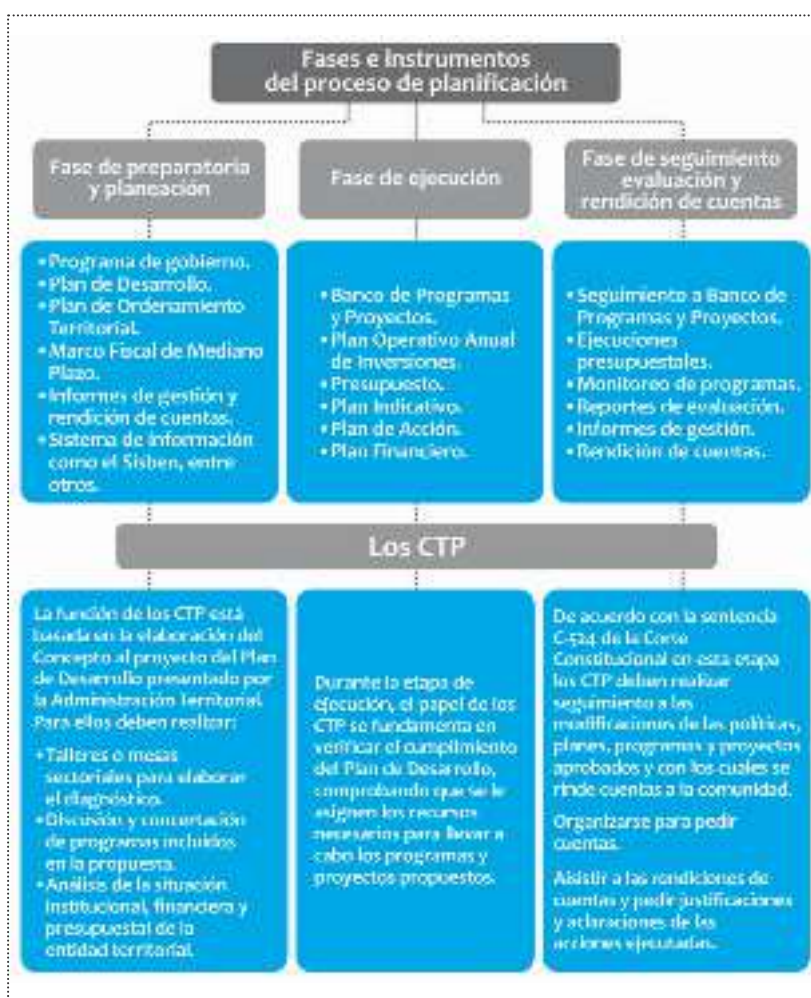 Fases e instrumentos
del proceso de planificación
Fase de preparatoria
y planeación
• Programa de gobierno.
• Plan de Desarrollo.
• Plan de Ordenamiento
Territorial.
• Marco Fiscal de Mediano
Plazo.
• Informes de gestión y
rendición de cuentas.
• Sistema de información
como el Sisben, entre
otros.
Fase de ejecución
• Banco de Programas
y Proyectos.
• Plan Operativo Anual
de Inversiones.
• Presupuesto.
• Plan Indicativo.
• Plan de Acción.
• Plan Financiero.
Fase de seguimiento
evaluación y
rendición de cuentas
• Seguimiento a Banco de
Programas y Proyectos.
• Ejecuciones
presupuestales.
• Monitoreo de programas.
• Reportes de evaluación.
• Informes de gestión.
• Rendición de cuentas.
Los CTP
La función de los CTP está
basada en la elaboración del
Concepto al proyecto del Plan
de Desarrollo presentado por
la Administración Territorial.
Para ellos deben realizar:
• Talleres o mesas
sectoriales para elaborar
el diagnóstico.
• Discusión y concertación
de programas incluidos
en la propuesta.
• Análisis de la situación
institucional, financiera y
presupuestal de la
entidad territorial.
Durante la etapa de
ejecución, el papel de los
CTP se fundamenta en
verificar el cumplimiento
del Plan de Desarrollo,
comprobando que se le
asignen los recursos
necesarios para llevar a
cabo los programas y
proyectos propuestos.
De acuerdo con la sentencia
C-524 de la Corte
Constitucional en esta etapa
los CTP deben realizar
seguimiento a las
modificaciones de las políticas,
planes, programas y proyectos
aprobados y con los cuales se
rinde cuentas a la comunidad.
Organizarse para pedir
cuentas.
Asistir a las rendiciones de
cuentas y pedir justificaciones
y aclaraciones de las
acciones ejecutadas.